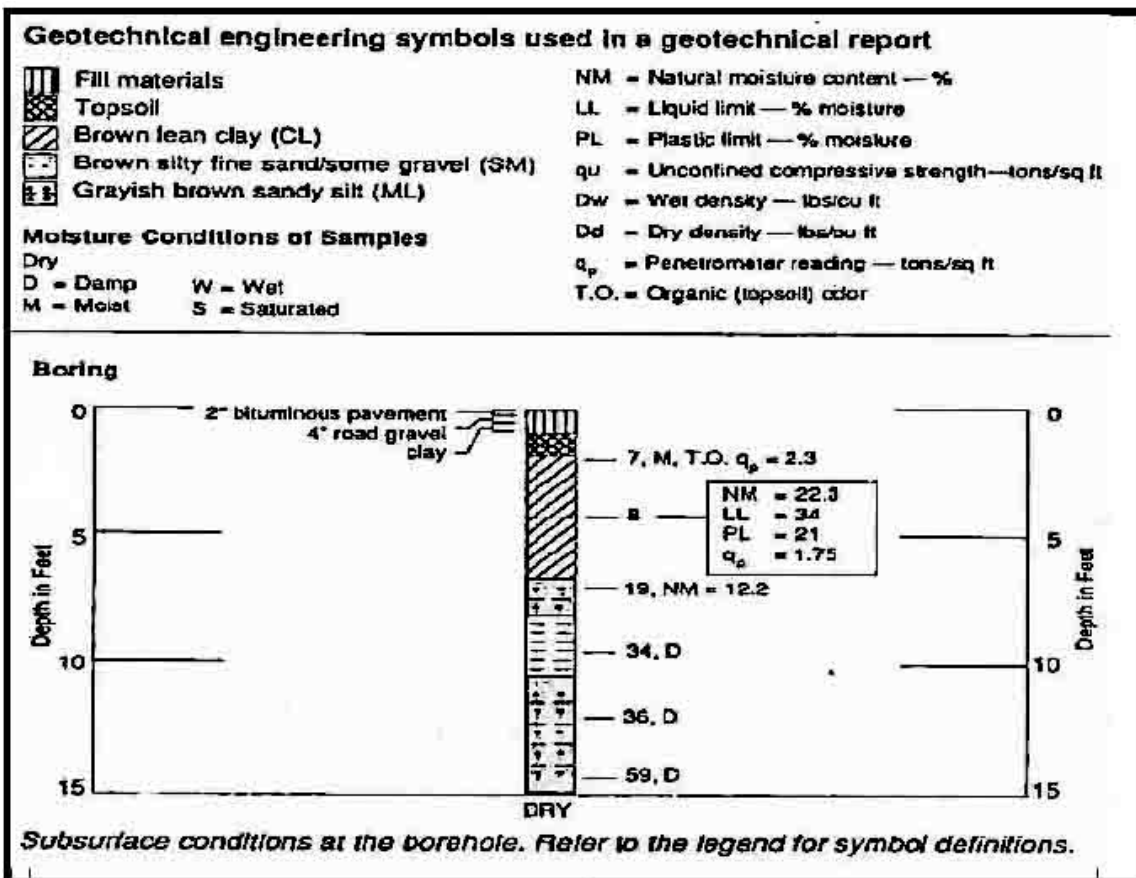 Geotechnical engineering symbols used in a geotechnical report
Fill materials
Topsoil
Brown lean clay (CL)
Brown silty fine sand/some gravel (SM)
Grayish brown sandy silt (ML)
Moisture Conditions of Samples
Dry
D = Damp W = Wet
M = Moist S = Saturated
NM = Natural moisture content — %
LL = Liquid limit — % moisture
PL = Plastic limit — % moisture
qu = Unconfined compressive strength—tons/sq ft
Dw = Wet density — lbs/cu ft
Dd = Dry density — lbs/cu ft
qp = Penetrometer reading — tons/sq ft
T.O. = Organic (topsoil) odor
Boring
0
5
10
15
Depth in Feet
2" bituminous pavement
4" road gravel
clay
7, M, T.O. qp = 2.3
8
NM = 22.3
LL = 34
PL = 21
qp = 1.75
19, NM = 12.2
34, D
36, D
59, D
DRY
0
5
10
15
Depth in Feet
Subsurface conditions at the borehole. Refer to the legend for symbol definitions.